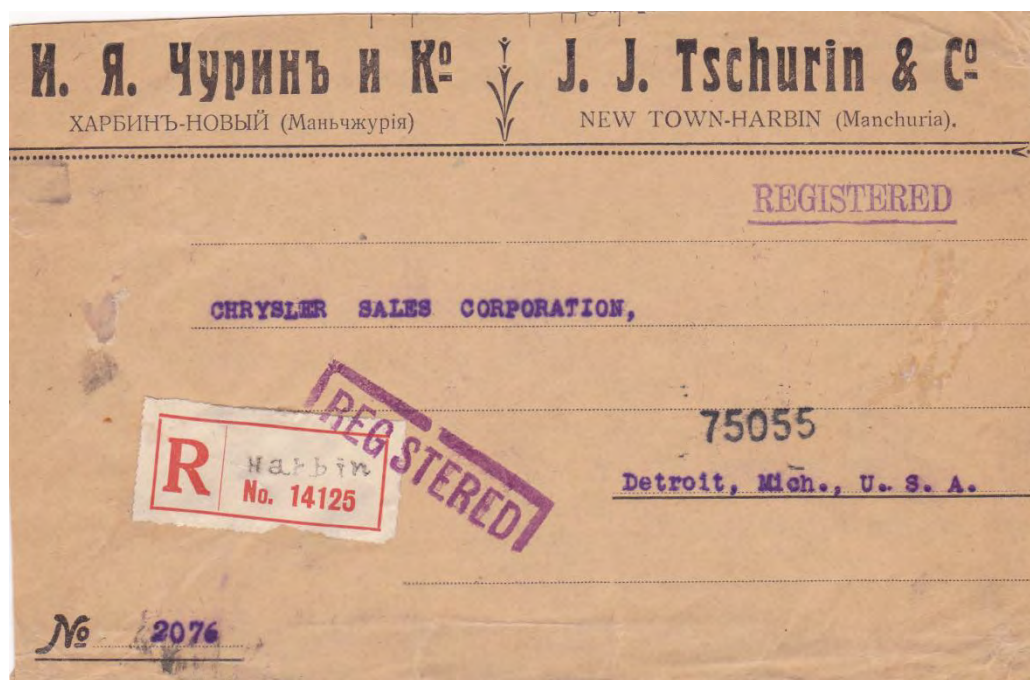 И. Я. Чуринъ и Кº
ХАРБИНЪ-НОВЫЙ (Маньчжурія)
J. J. Tschurin & Cº
NEW TOWN-HARBIN (Manchuria).
REGISTERED
CHRYSLER SALES CORPORATION,
REGISTERED
75055
R Harbin
No. 14125
Detroit, Mich., U. S. A.
№ 2076